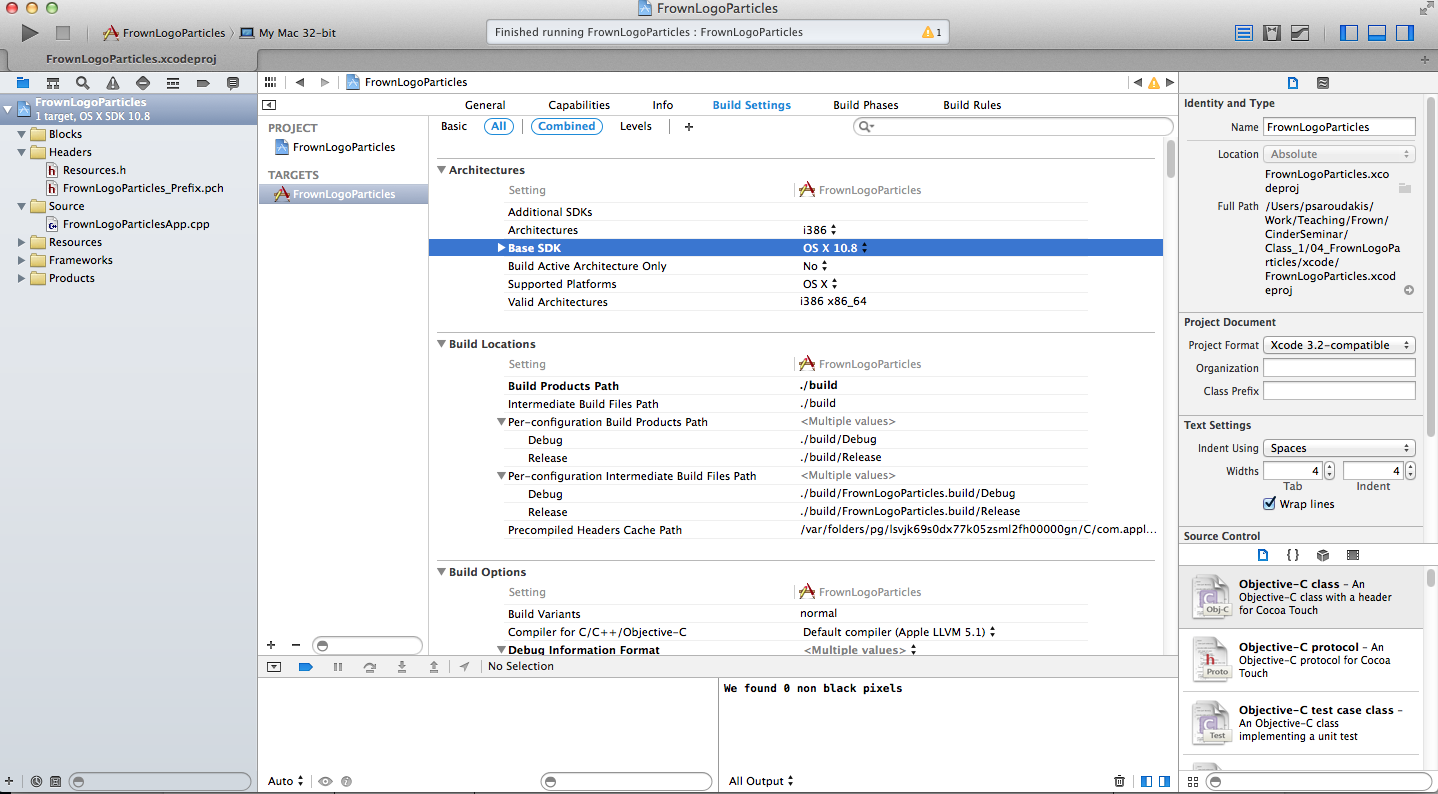 FrownLogoParticles
FrownLogoParticles
My Mac 32-bit
Finished running FrownLogoParticles : FrownLogoParticles
1
FrownLogoParticles.xcodeproj
FrownLogoParticles
1 target, OS X SDK 10.8
Blocks
Headers
Resources.h
FrownLogoParticles_Prefix.pch
Source
FrownLogoParticlesApp.cpp
Resources
Frameworks
Products
FrownLogoParticles
General Capabilities Info Build Settings Build Phases Build Rules
PROJECT
FrownLogoParticles
TARGETS
FrownLogoParticles
Basic All Combined Levels +
Architectures
Setting FrownLogoParticles
Additional SDKs
Architectures i386
Base SDK OS X 10.8
Build Active Architecture Only No
Supported Platforms OS X
Valid Architectures i386 x86_64
Build Locations
Setting FrownLogoParticles
Build Products Path ./build
Intermediate Build Files Path ./build
Per-configuration Build Products Path <Multiple values>
Debug ./build/Debug
Release ./build/Release
Per-configuration Intermediate Build Files Path <Multiple values>
Debug ./build/FrownLogoParticles.build/Debug
Release ./build/FrownLogoParticles.build/Release
Precompiled Headers Cache Path /var/folders/pg/lsvjk69s0dx77k05zsml2fh00000gn/C/com.appl...
Build Options
Setting FrownLogoParticles
Build Variants normal
Compiler for C/C++/Objective-C Default compiler (Apple LLVM 5.1)
Debug Information Format <Multiple values>
No Selection
We found 0 non black pixels
Auto
All Output
Identity and Type
Name FrownLogoParticles
Location Absolute
FrownLogoParticles.xco
deproj
Full Path /Users/psaroudakis/
Work/Teaching/Frown/
CinderSeminar/
Class_1/04_FrownLogoPa
rticles/xcode/
FrownLogoParticles.xcod
eproj
Project Document
Project Format Xcode 3.2-compatible
Organization
Class Prefix
Text Settings
Indent Using Spaces
Widths 4 4
Tab Indent
Wrap lines
Source Control
{ }
Obj-C
Objective-C class – An
Objective-C class with a header
for Cocoa Touch
h
Proto
Objective-C protocol – An
Objective-C protocol for Cocoa
Touch
Test
Objective-C test case class –
An Objective-C class
implementing a unit test